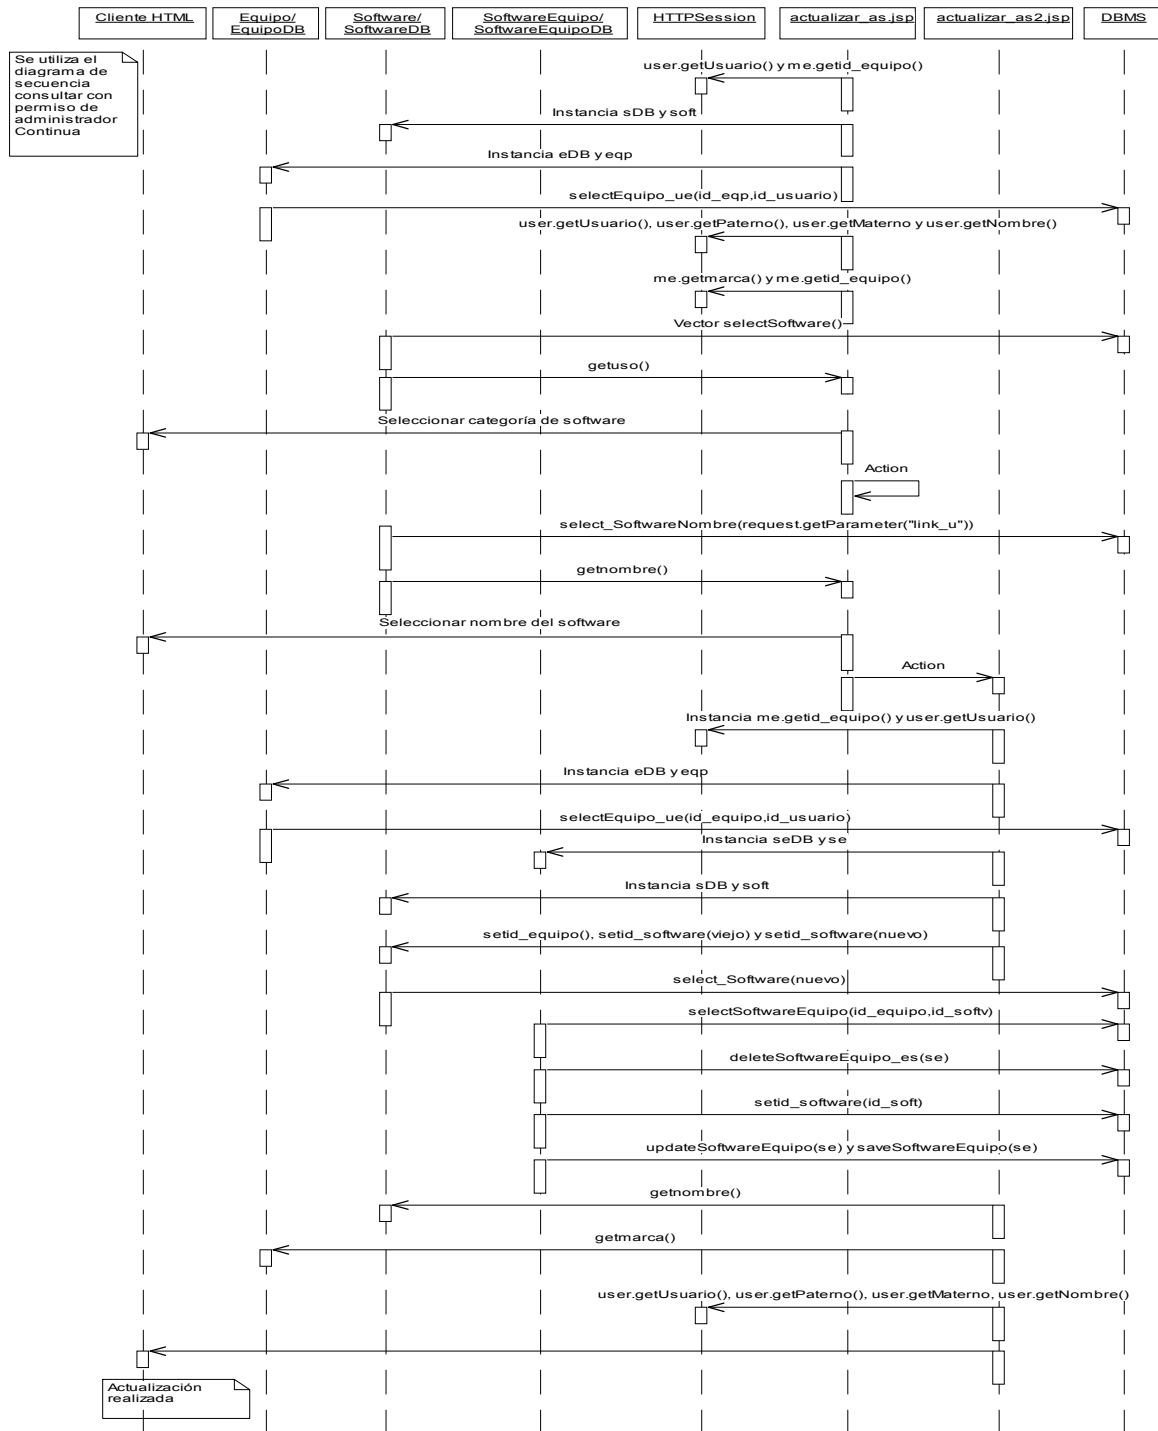 Cliente HTML
Equipo/
EquipoDB
Software/
SoftwareDB
SoftwareEquipo/
SoftwareEquipoDB
HTTPSession
actualizar_as.jsp
actualizar_as2.jsp
DBMS
Se utiliza el
diagrama de
secuencia
consultar con
permiso de
administrador
Continua
user.getUsuario() y me.getid_equipo()
Instancia sDB y soft
Instancia eDB y eqp
selectEquipo_ue(id_eqp,id_usuario)
user.getUsuario(), user.getPaterno(), user.getMaterno y user.getNombre()
me.getmarca() y me.getid_equipo()
Vector selectSoftware()
getuso()
Seleccionar categoría de software
Action
select_SoftwareNombre(request.getParameter("link_u"))
getnombre()
Seleccionar nombre del software
Action
Instancia me.getid_equipo() y user.getUsuario()
Instancia eDB y eqp
selectEquipo_ue(id_equipo,id_usuario)
Instancia seDB y se
Instancia sDB y soft
setid_equipo(), setid_software(viejo) y setid_software(nuevo)
select_Software(nuevo)
selectSoftwareEquipo(id_equipo,id_softv)
deleteSoftwareEquipo_es(se)
setid_software(id_soft)
updateSoftwareEquipo(se) y saveSoftwareEquipo(se)
getnombre()
getmarca()
user.getUsuario(), user.getPaterno(), user.getMaterno, user.getNombre()
Actualización
realizada